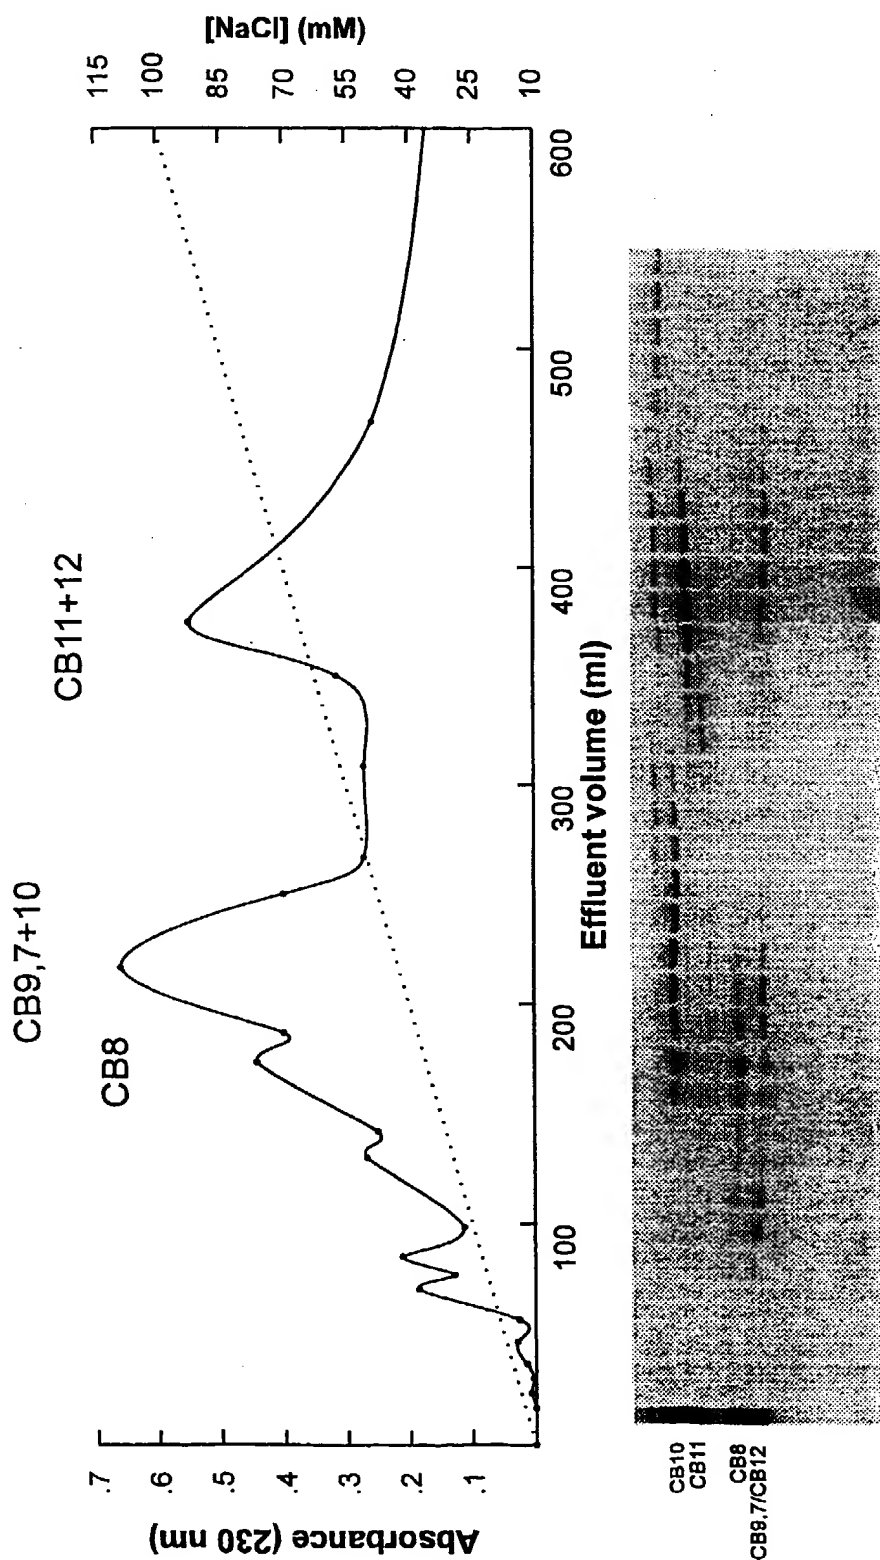 CB9,7+10
CB8
CB11+12
Absorbance (230 nm)
.7
.6
.5
.4
.3
.2
.1
[NaCl] (mM)
115
100
85
70
55
40
25
10
100
200
300
400
500
600
Effluent volume (ml)
CB10
CB11
CB8
CB9,7/CB12